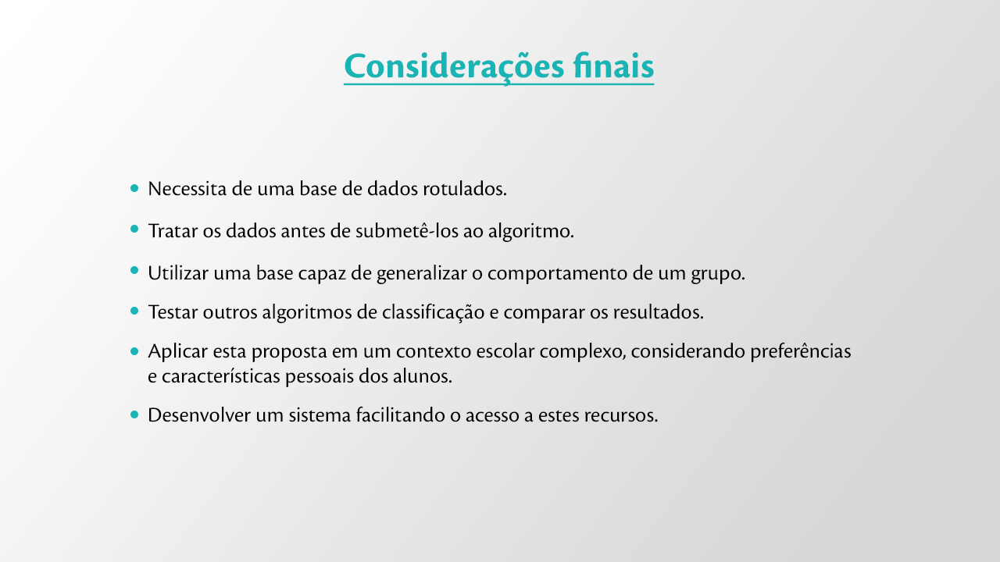 Considerações finais
• Necessita de uma base de dados rotulados.
• Tratar os dados antes de submetê-los ao algoritmo.
• Utilizar uma base capaz de generalizar o comportamento de um grupo.
• Testar outros algoritmos de classificação e comparar os resultados.
• Aplicar esta proposta em um contexto escolar complexo, considerando preferências
e características pessoais dos alunos.
• Desenvolver um sistema facilitando o acesso a estes recursos.